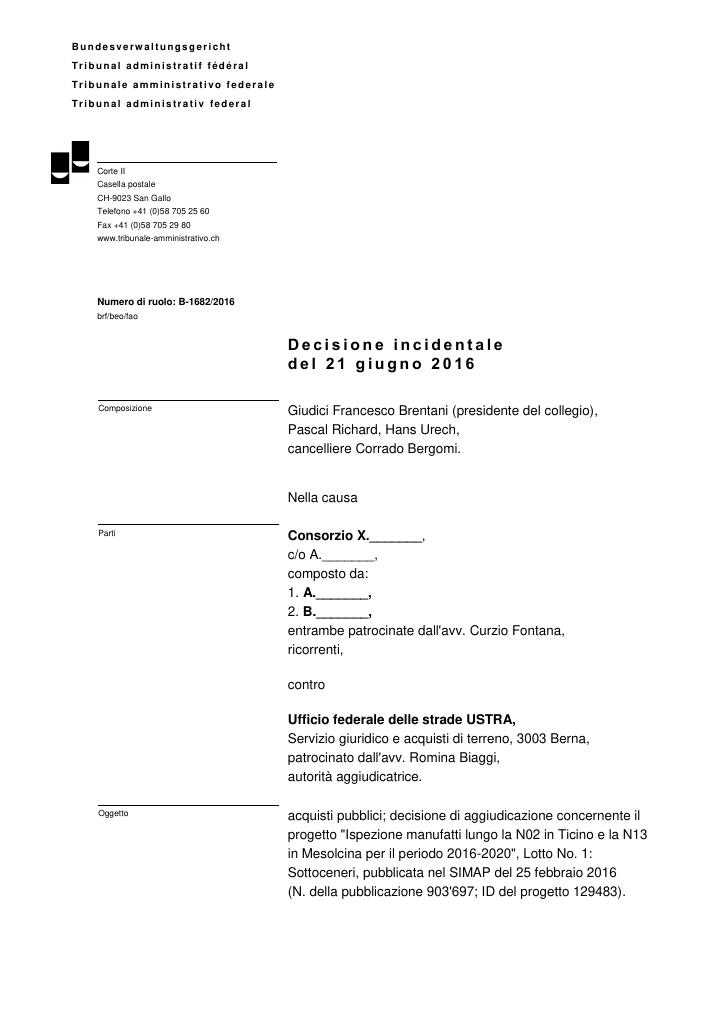 Bundesverwaltungsgericht
Tribunal administratif fédéral
Tribunale amministrativo federale
Tribunal administrativ federal
Corte II
Casella postale
CH-9023 San Gallo
Telefono +41 (0)58 705 25 60
Fax +41 (0)58 705 29 80
www.tribunale-amministrativo.ch
Numero di ruolo: B-1682/2016
brf/beo/fao
Decisione incidentale
del 21 giugno 2016
Composizione
Giudici Francesco Brentani (presidente del collegio),
Pascal Richard, Hans Urech,
cancelliere Corrado Bergomi.
Nella causa
Parti
Consorzio X._______,
c/o A._______,
composto da:
1. A._______,
2. B._______,
entrambe patrocinate dall'avv. Curzio Fontana,
ricorrenti,
contro
Ufficio federale delle strade USTRA,
Servizio giuridico e acquisti di terreno, 3003 Berna,
patrocinato dall'avv. Romina Biaggi,
autorità aggiudicatrice.
Oggetto
acquisti pubblici; decisione di aggiudicazione concernente il
progetto "Ispezione manufatti lungo la N02 in Ticino e la N13
in Mesolcina per il periodo 2016-2020", Lotto No. 1:
Sottoceneri, pubblicata nel SIMAP del 25 febbraio 2016
(N. della pubblicazione 903'697; ID del progetto 129483).